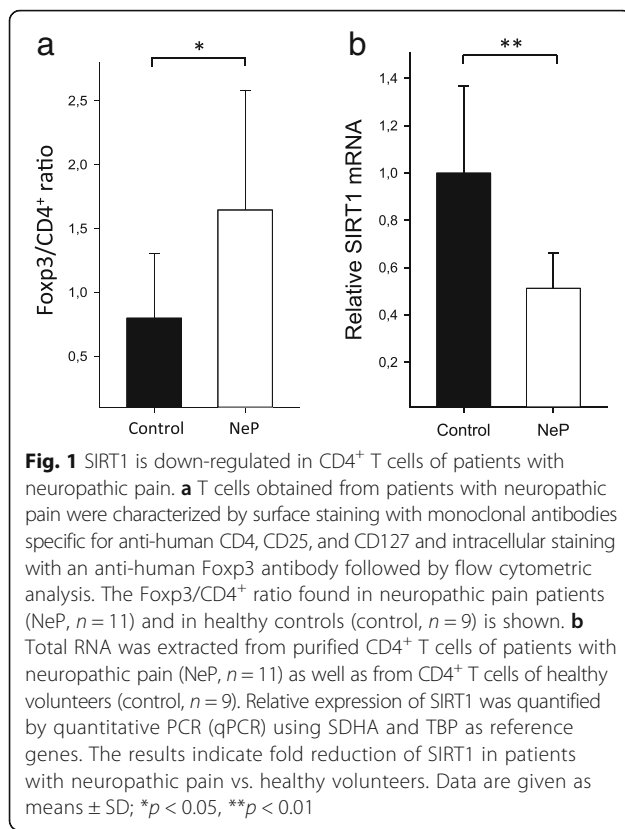 a
*
Foxp3/CD4⁺ ratio
2,5
2,0
1,5
1,0
0,5
Control NeP
b
**
Relative SIRT1 mRNA
1,4
1,2
1,0
0,8
0,6
0,4
0,2
Control NeP
Fig. 1 SIRT1 is down-regulated in CD4⁺ T cells of patients with
neuropathic pain. a T cells obtained from patients with neuropathic
pain were characterized by surface staining with monoclonal antibodies
specific for anti-human CD4, CD25, and CD127 and intracellular staining
with an anti-human Foxp3 antibody followed by flow cytometric
analysis. The Foxp3/CD4⁺ ratio found in neuropathic pain patients
(NeP, n = 11) and in healthy controls (control, n = 9) is shown. b
Total RNA was extracted from purified CD4⁺ T cells of patients with
neuropathic pain (NeP, n = 11) as well as from CD4⁺ T cells of healthy
volunteers (control, n = 9). Relative expression of SIRT1 was quantified
by quantitative PCR (qPCR) using SDHA and TBP as reference
genes. The results indicate fold reduction of SIRT1 in patients
with neuropathic pain vs. healthy volunteers. Data are given as
means ± SD; *p < 0.05, **p < 0.01